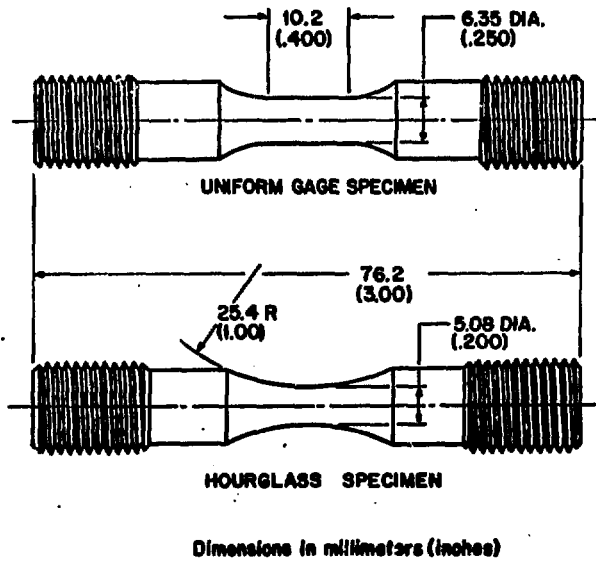 10.2
(.400)
6.35 DIA.
(.250)
UNIFORM GAGE SPECIMEN
76.2
(3.00)
25.4 R
(1.00)
5.08 DIA.
(.200)
HOURGLASS SPECIMEN
Dimensions in millimeters (inches)